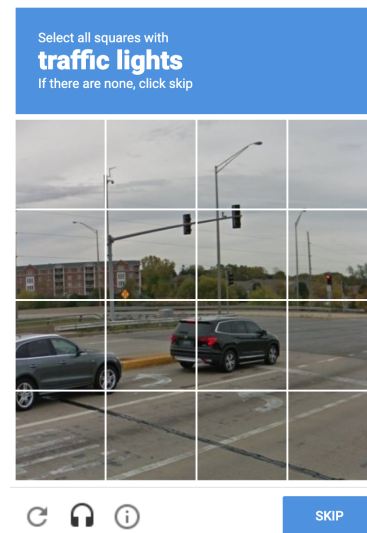 Select all squares with
traffic lights
If there are none, click skip
SKIP